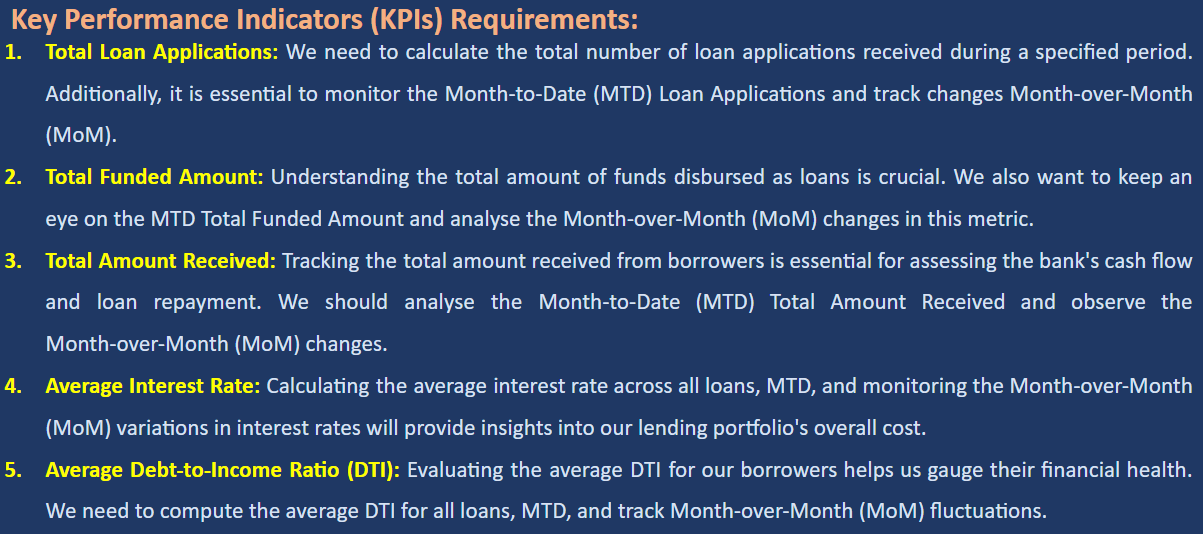 Key Performance Indicators (KPIs) Requirements:
1. Total Loan Applications: We need to calculate the total number of loan applications received during a specified period.
Additionally, it is essential to monitor the Month-to-Date (MTD) Loan Applications and track changes Month-over-Month
(MoM).
2. Total Funded Amount: Understanding the total amount of funds disbursed as loans is crucial. We also want to keep an
eye on the MTD Total Funded Amount and analyse the Month-over-Month (MoM) changes in this metric.
3. Total Amount Received: Tracking the total amount received from borrowers is essential for assessing the bank's cash flow
and loan repayment. We should analyse the Month-to-Date (MTD) Total Amount Received and observe the
Month-over-Month (MoM) changes.
4. Average Interest Rate: Calculating the average interest rate across all loans, MTD, and monitoring the Month-over-Month
(MoM) variations in interest rates will provide insights into our lending portfolio's overall cost.
5. Average Debt-to-Income Ratio (DTI): Evaluating the average DTI for our borrowers helps us gauge their financial health.
We need to compute the average DTI for all loans, MTD, and track Month-over-Month (MoM) fluctuations.